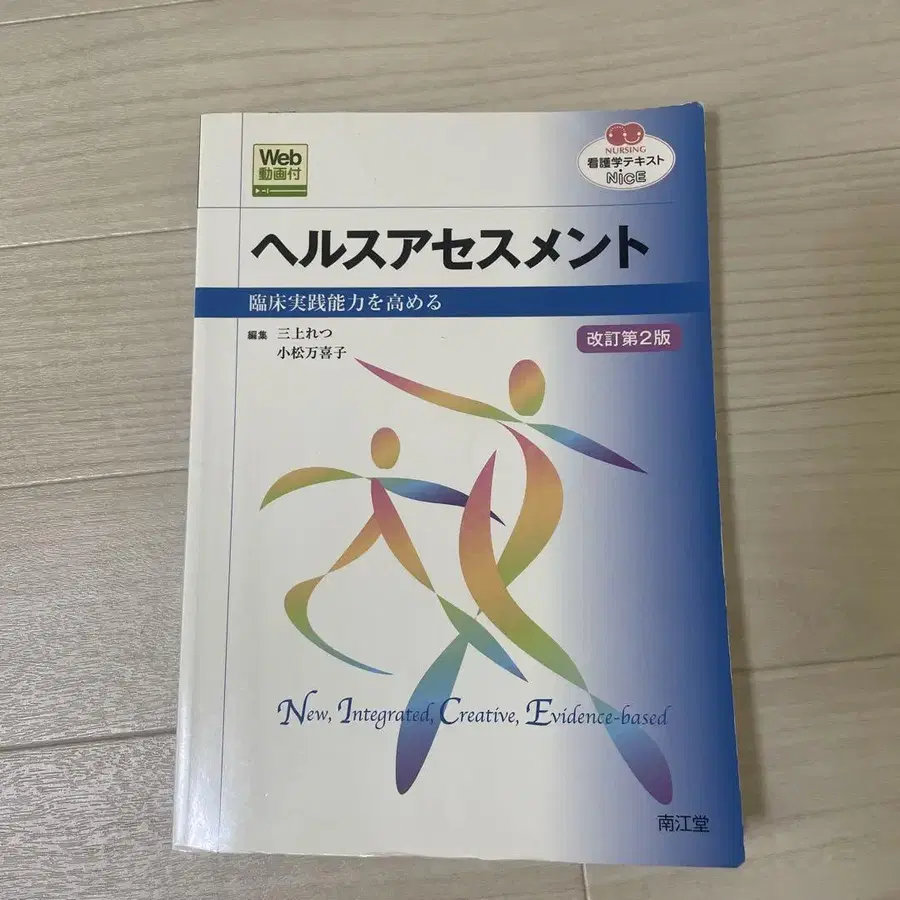 Web
動画付
NURSING
看護学テキスト
NiCE
ヘルスアセスメント
臨床実践能力を高める
編集 三上れつ
小松万喜子
改訂第2版
New, Integrated, Creative, Evidence-based
南江堂